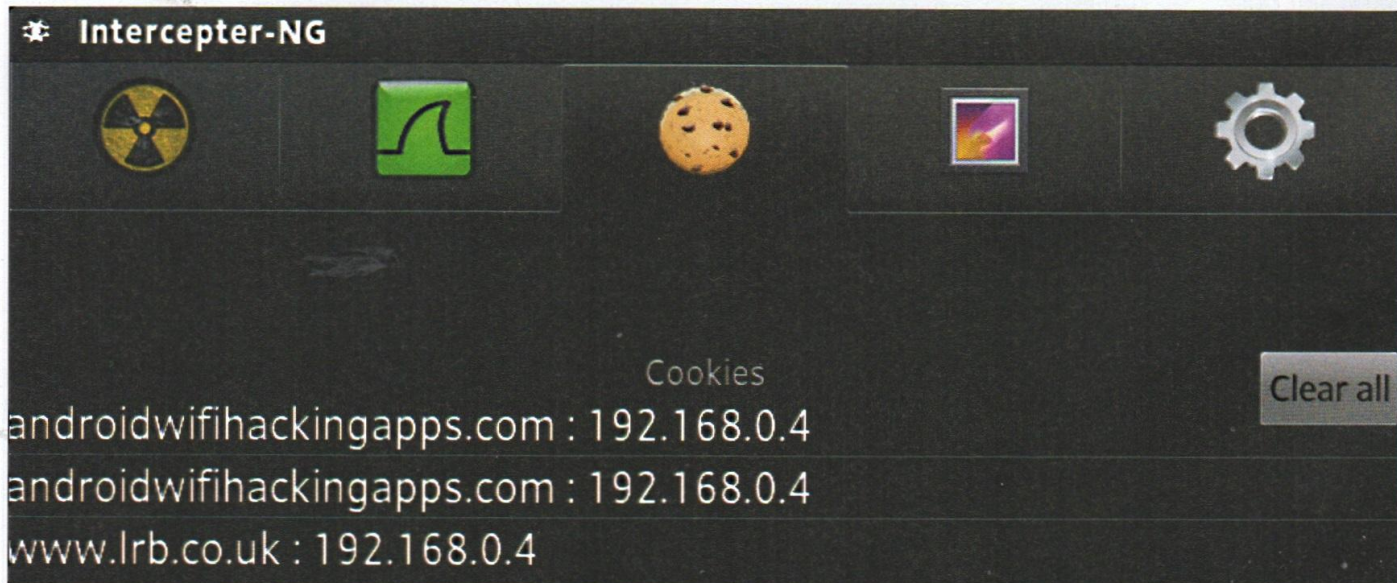 Intercepter-NG
Cookies
Clear all
androidwifihackingapps.com : 192.168.0.4
androidwifihackingapps.com : 192.168.0.4
www.lrb.co.uk : 192.168.0.4